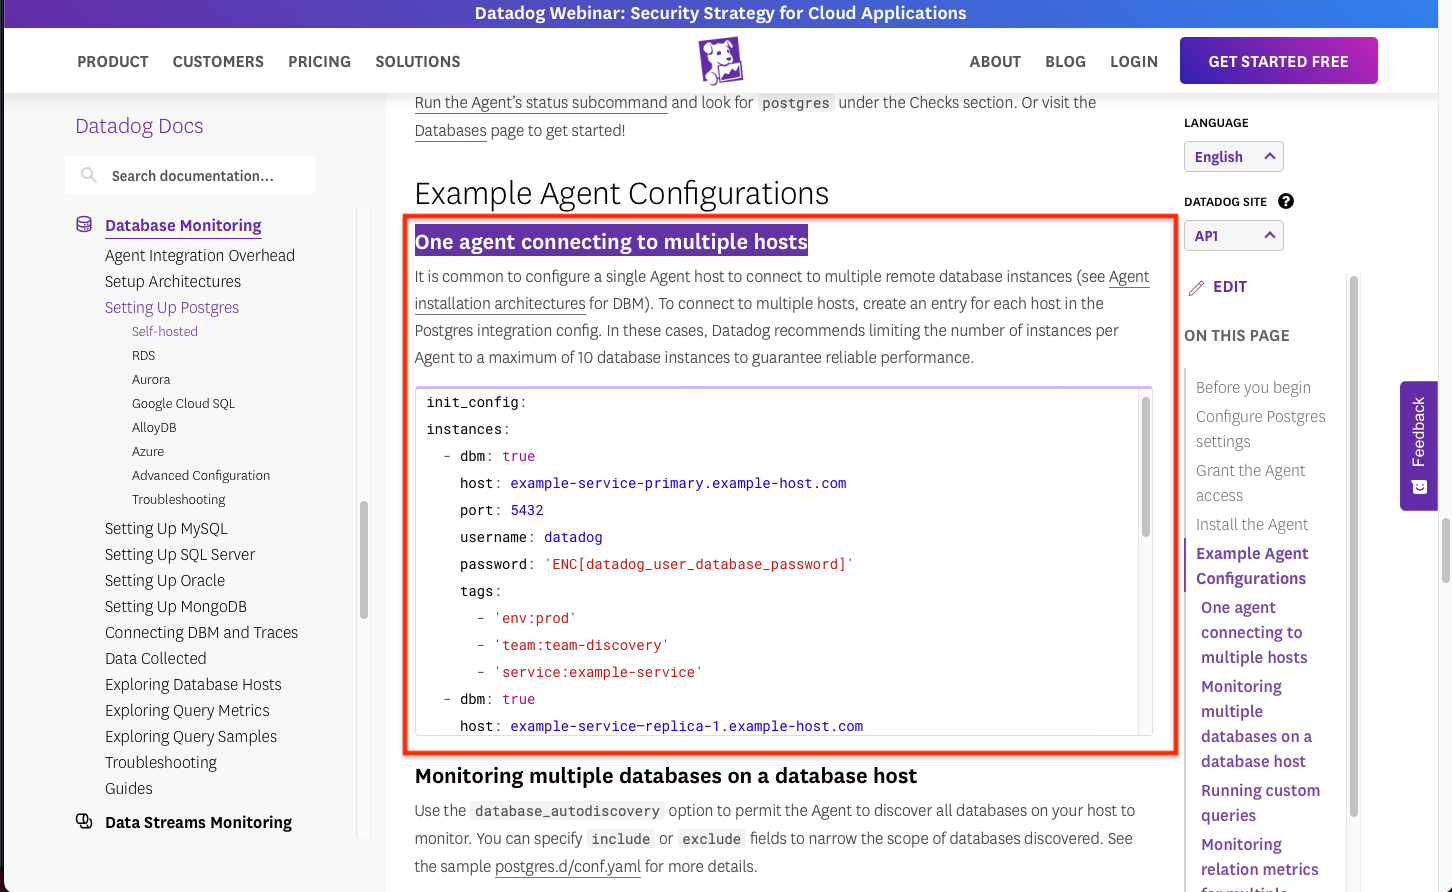 Datadog Webinar: Security Strategy for Cloud Applications
PRODUCT CUSTOMERS PRICING SOLUTIONS
ABOUT BLOG LOGIN GET STARTED FREE
Datadog Docs
Search documentation...
Database Monitoring
Agent Integration Overhead
Setup Architectures
Setting Up Postgres
Self-hosted
RDS
Aurora
Google Cloud SQL
AlloyDB
Azure
Advanced Configuration
Troubleshooting
Setting Up MySQL
Setting Up SQL Server
Setting Up Oracle
Setting Up MongoDB
Connecting DBM and Traces
Data Collected
Exploring Database Hosts
Exploring Query Metrics
Exploring Query Samples
Troubleshooting
Guides
Data Streams Monitoring
Run the Agent's status subcommand and look for postgres under the Checks section. Or visit the
Databases page to get started!
Example Agent Configurations
One agent connecting to multiple hosts
It is common to configure a single Agent host to connect to multiple remote database instances (see Agent
installation architectures for DBM). To connect to multiple hosts, create an entry for each host in the
Postgres integration config. In these cases, Datadog recommends limiting the number of instances per
Agent to a maximum of 10 database instances to guarantee reliable performance.
init_config:
instances:
- dbm: true
host: example-service-primary.example-host.com
port: 5432
username: datadog
password: 'ENC[datadog_user_database_password]'
tags:
- 'env:prod'
- 'team:team-discovery'
- 'service:example-service'
- dbm: true
host: example-service–replica-1.example-host.com
Monitoring multiple databases on a database host
Use the database_autodiscovery option to permit the Agent to discover all databases on your host to
monitor. You can specify include or exclude fields to narrow the scope of databases discovered. See
the sample postgres.d/conf.yaml for more details.
LANGUAGE
English
DATADOG SITE ?
AP1
EDIT
ON THIS PAGE
Before you begin
Configure Postgres
settings
Grant the Agent
access
Install the Agent
Example Agent
Configurations
One agent
connecting to
multiple hosts
Monitoring
multiple
databases on a
database host
Running custom
queries
Monitoring
relation metrics
for multiple
Feedback